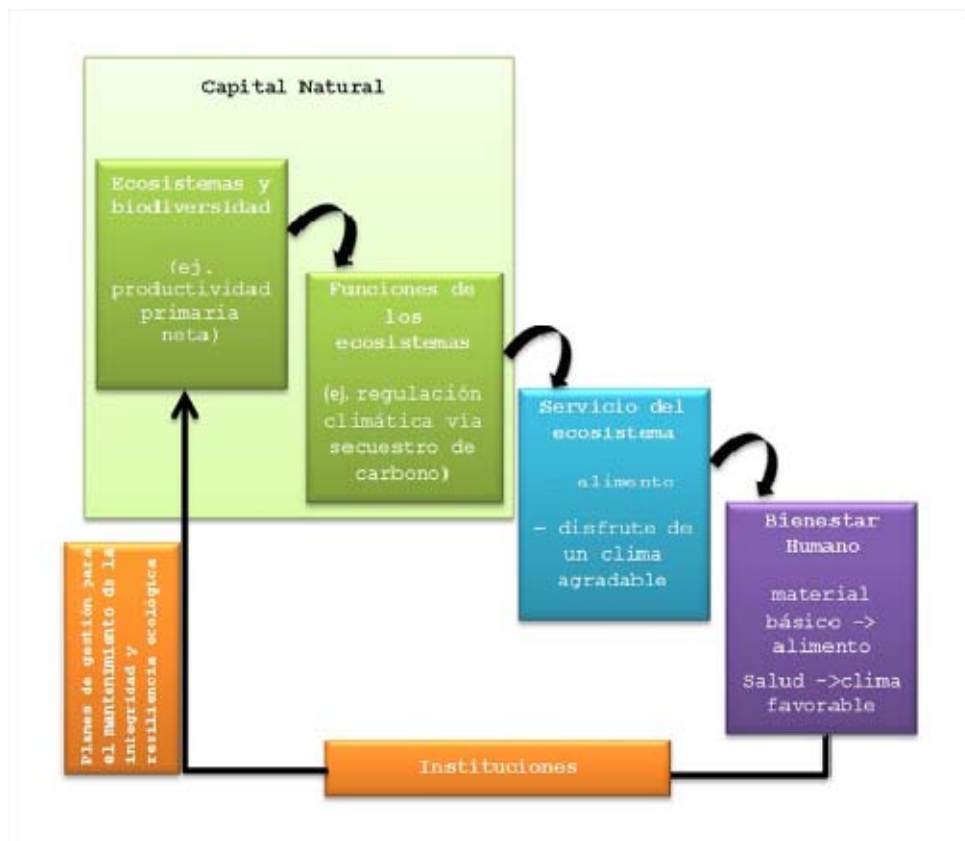 Capital Natural
Ecosistemas y
biodiversidad
(ej.
productividad
primaria
neta)
Funciones de
los
ecosistemas
(ej. regulación
climática vía
secuestro de
carbono)
Servicio del
ecosistema
alimento
– disfrute de
un clima
agradable
Bienestar
Humano
material
básico ->
alimento
Salud ->clima
favorable
Planes de gestión para
el mantenimiento de la
integridad y
resiliencia ecológica
Instituciones